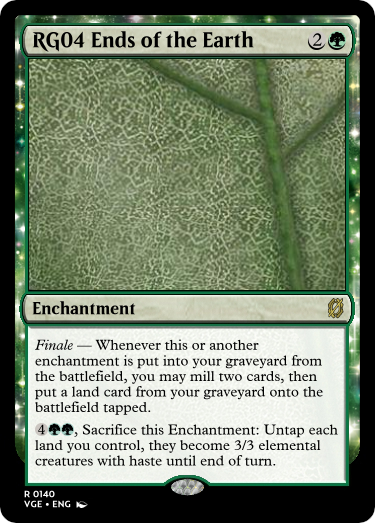 RG04 Ends of the Earth 2
Enchantment
Finale — Whenever this or another
enchantment is put into your graveyard from
the battlefield, you may mill two cards, then
put a land card from your graveyard onto the
battlefield tapped.
4, Sacrifice this Enchantment: Untap each
land you control, they become 3/3 elemental
creatures with haste until end of turn.
R 0140
VGE • ENG